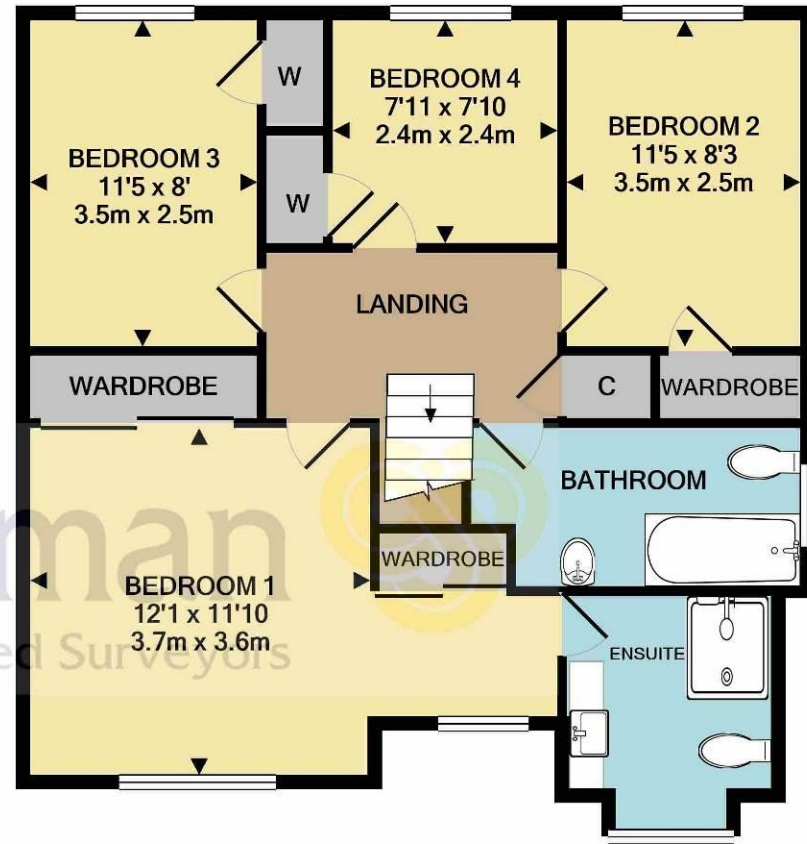 BEDROOM 3
11'5 x 8'
3.5m x 2.5m
W
W
BEDROOM 4
7'11 x 7'10
2.4m x 2.4m
BEDROOM 2
11'5 x 8'3
3.5m x 2.5m
LANDING
WARDROBE
C
WARDROBE
BATHROOM
WARDROBE
BEDROOM 1
12'1 x 11'10
3.7m x 3.6m
ENSUITE
Surveyors